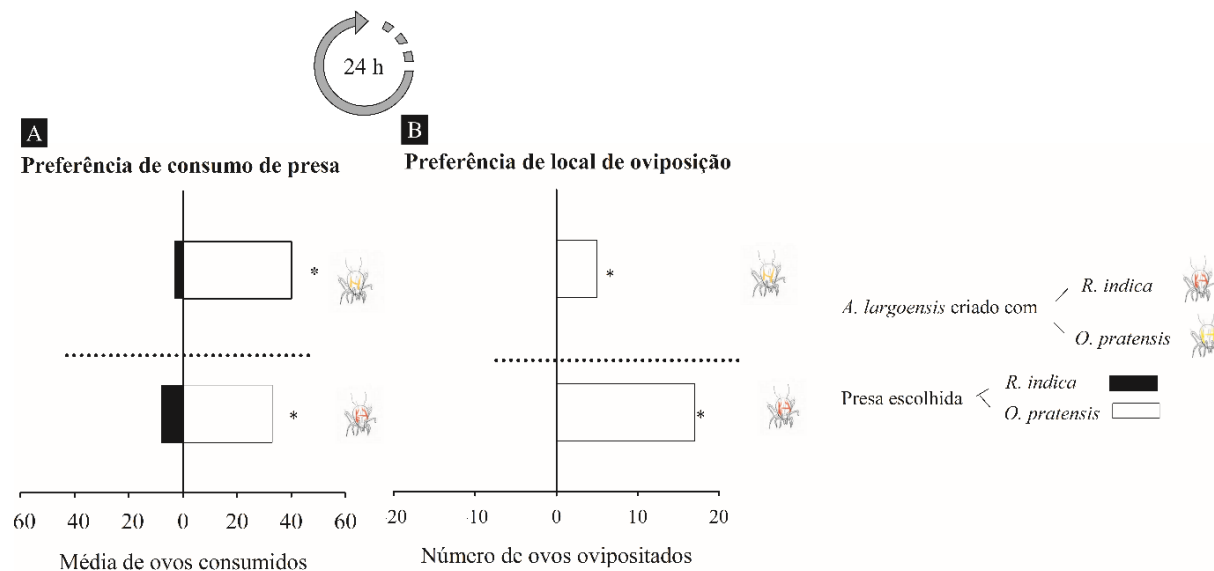 24 h
A
Preferência de consumo de presa
60 40 20 0 20 40 60
Média de ovos consumidos
B
Preferência de local de oviposição
-20 -10 0 10 20
Número de ovos ovipositados
*
*
*
*
A. largoensis criado com
R. indica
O. pratensis
Presa escolhida
R. indica
O. pratensis